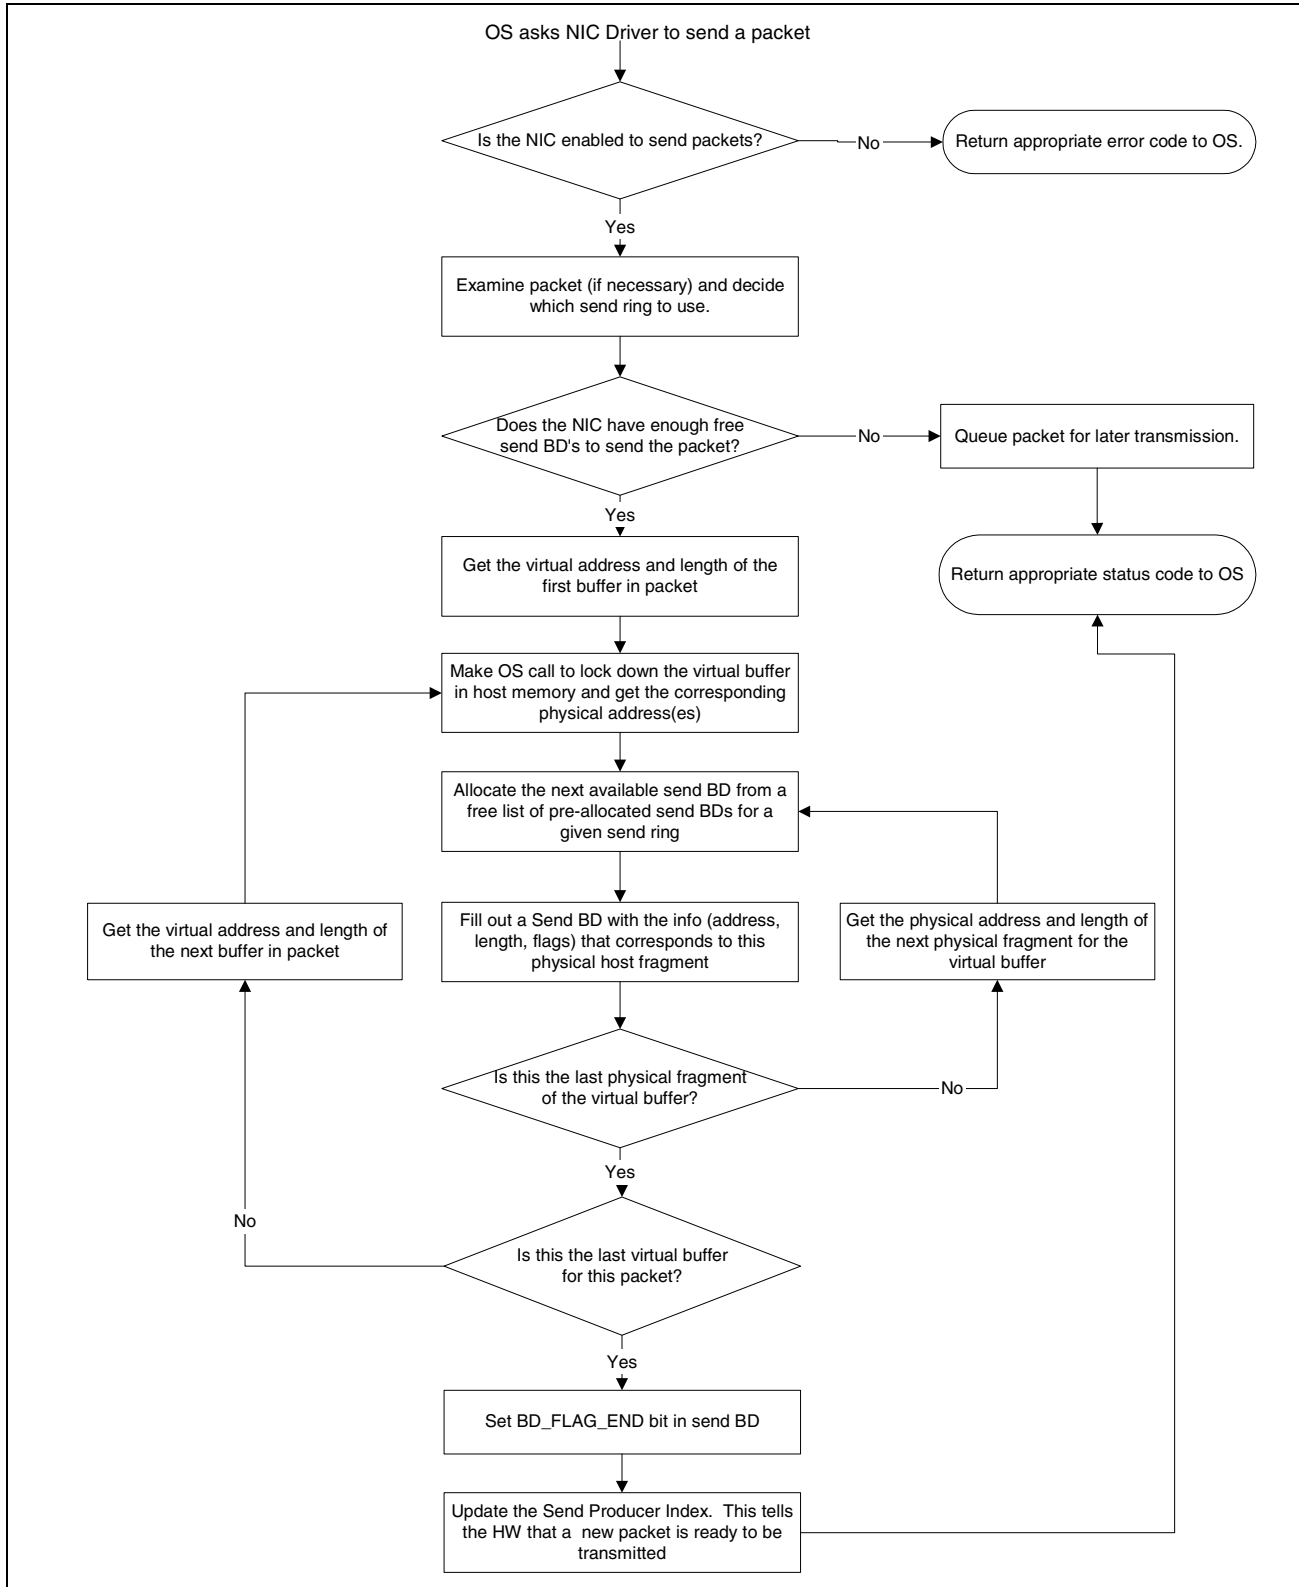 OS asks NIC Driver to send a packet
Is the NIC enabled to send packets?
No
Return appropriate error code to OS.
Yes
Examine packet (if necessary) and decide
which send ring to use.
Does the NIC have enough free
send BD's to send the packet?
No
Queue packet for later transmission.
Yes
Get the virtual address and length of the
first buffer in packet
Return appropriate status code to OS
Make OS call to lock down the virtual buffer
in host memory and get the corresponding
physical address(es)
Allocate the next available send BD from a
free list of pre-allocated send BDs for a
given send ring
Get the virtual address and length of
the next buffer in packet
Fill out a Send BD with the info (address,
length, flags) that corresponds to this
physical host fragment
Get the physical address and length of
the next physical fragment for the
virtual buffer
Is this the last physical fragment
of the virtual buffer?
No
Yes
No
Is this the last virtual buffer
for this packet?
Yes
Set BD_FLAG_END bit in send BD
Update the Send Producer Index.  This tells
the HW that a  new packet is ready to be
transmitted